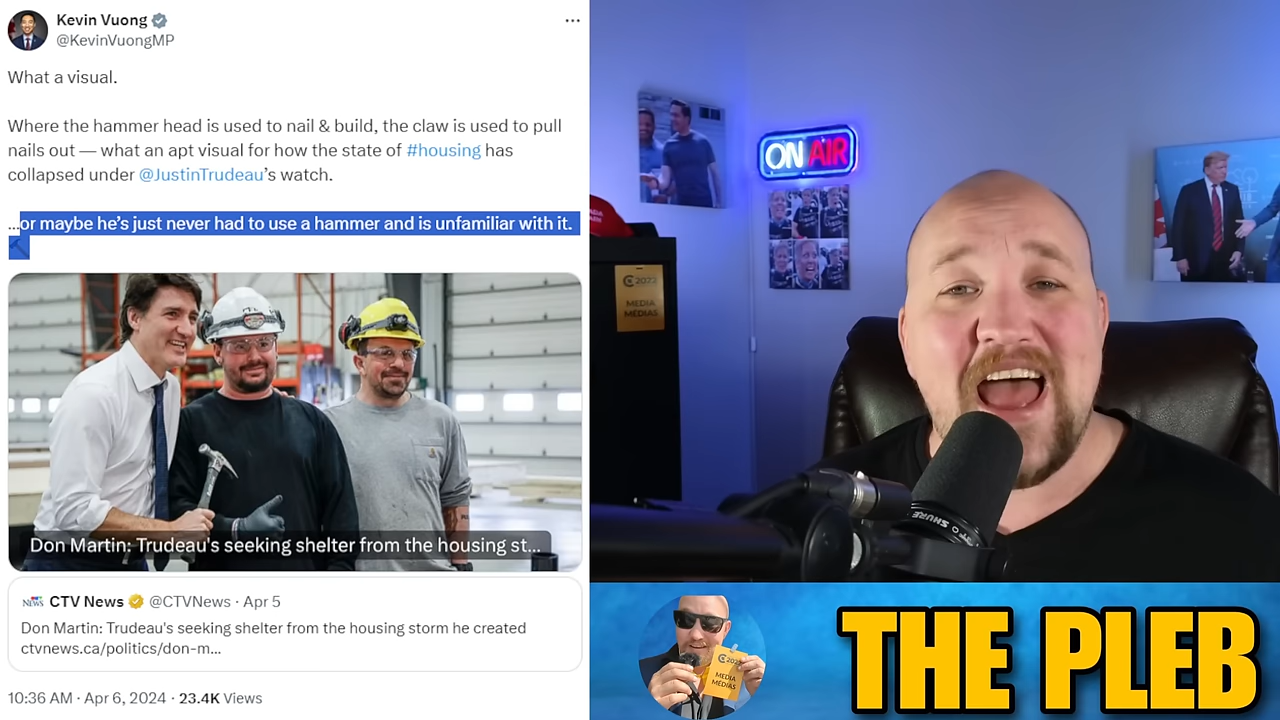 Kevin Vuong
@KevinVuongMP
What a visual.
Where the hammer head is used to nail & build, the claw is used to pull
nails out — what an apt visual for how the state of #housing has
collapsed under @JustinTrudeau’s watch.
...or maybe he’s just never had to use a hammer and is unfamiliar with it.
Don Martin: Trudeau's seeking shelter from the housing st...
NEWS CTV News @CTVNews · Apr 5
Don Martin: Trudeau's seeking shelter from the housing storm he created
ctvnews.ca/politics/don-m...
10:36 AM · Apr 6, 2024 · 23.4K Views
ON AIR
C2022
MEDIA
MÉDIAS
SHURE
C2022
MEDIA
MÉDIAS
THE PLEB